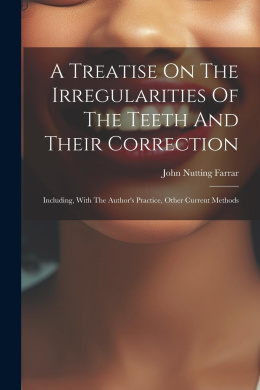 A Treatise On The
Irregularities Of
The Teeth And
Their Correction
John Nutting Farrar
Including, With The Author's Practice, Other Current Methods